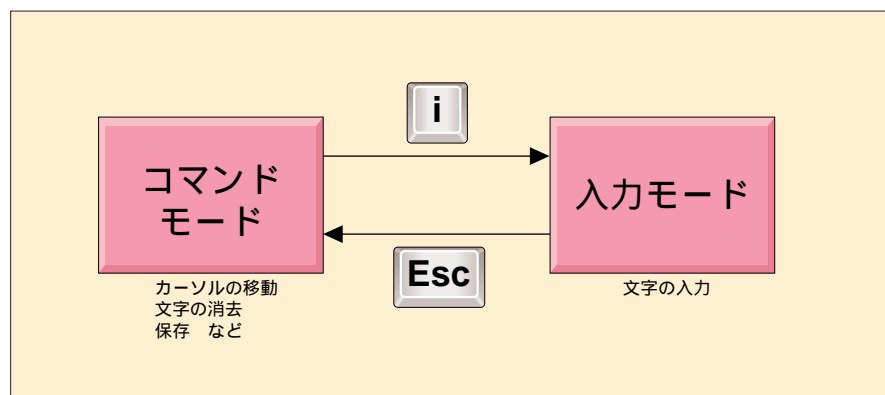 i
コマンド
モード
入力モード
Esc
カーソルの移動
文字の消去
保存　など
文字の入力